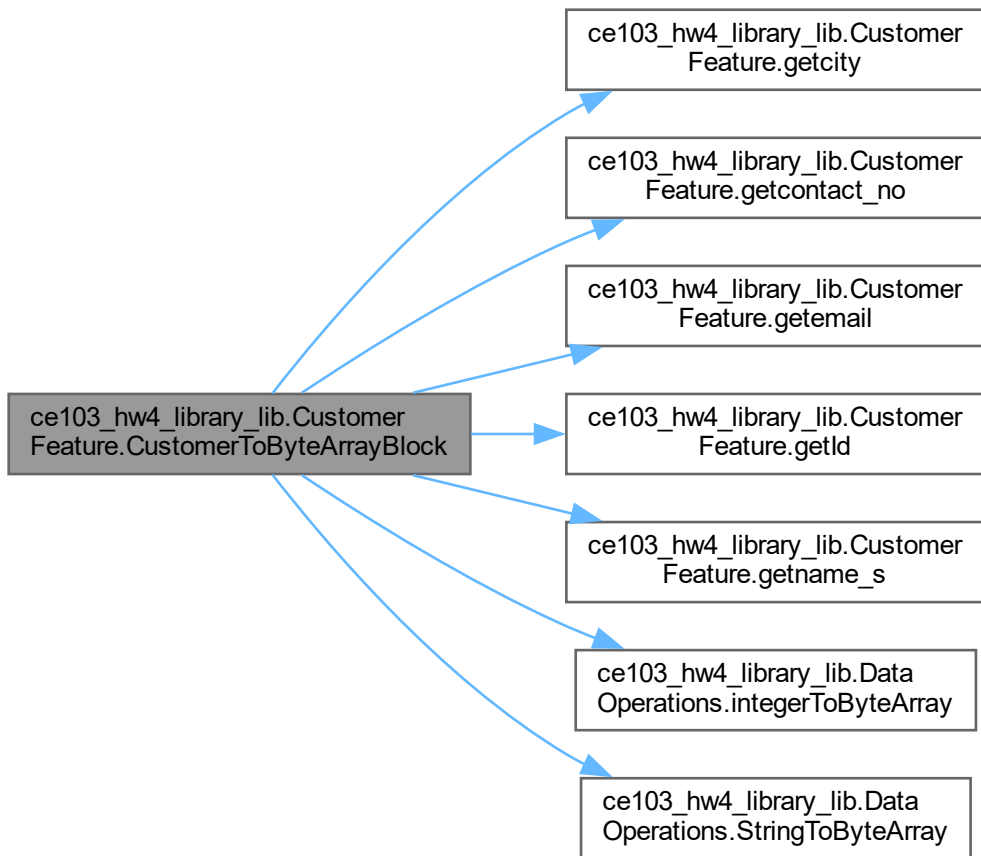 ce103_hw4_library_lib.Customer
Feature.getcity
ce103_hw4_library_lib.Customer
Feature.getcontact_no
ce103_hw4_library_lib.Customer
Feature.getemail
ce103_hw4_library_lib.Customer
Feature.CustomerToByteArrayBlock
ce103_hw4_library_lib.Customer
Feature.getId
ce103_hw4_library_lib.Customer
Feature.getname_s
ce103_hw4_library_lib.Data
Operations.integerToByteArray
ce103_hw4_library_lib.Data
Operations.StringToByteArray